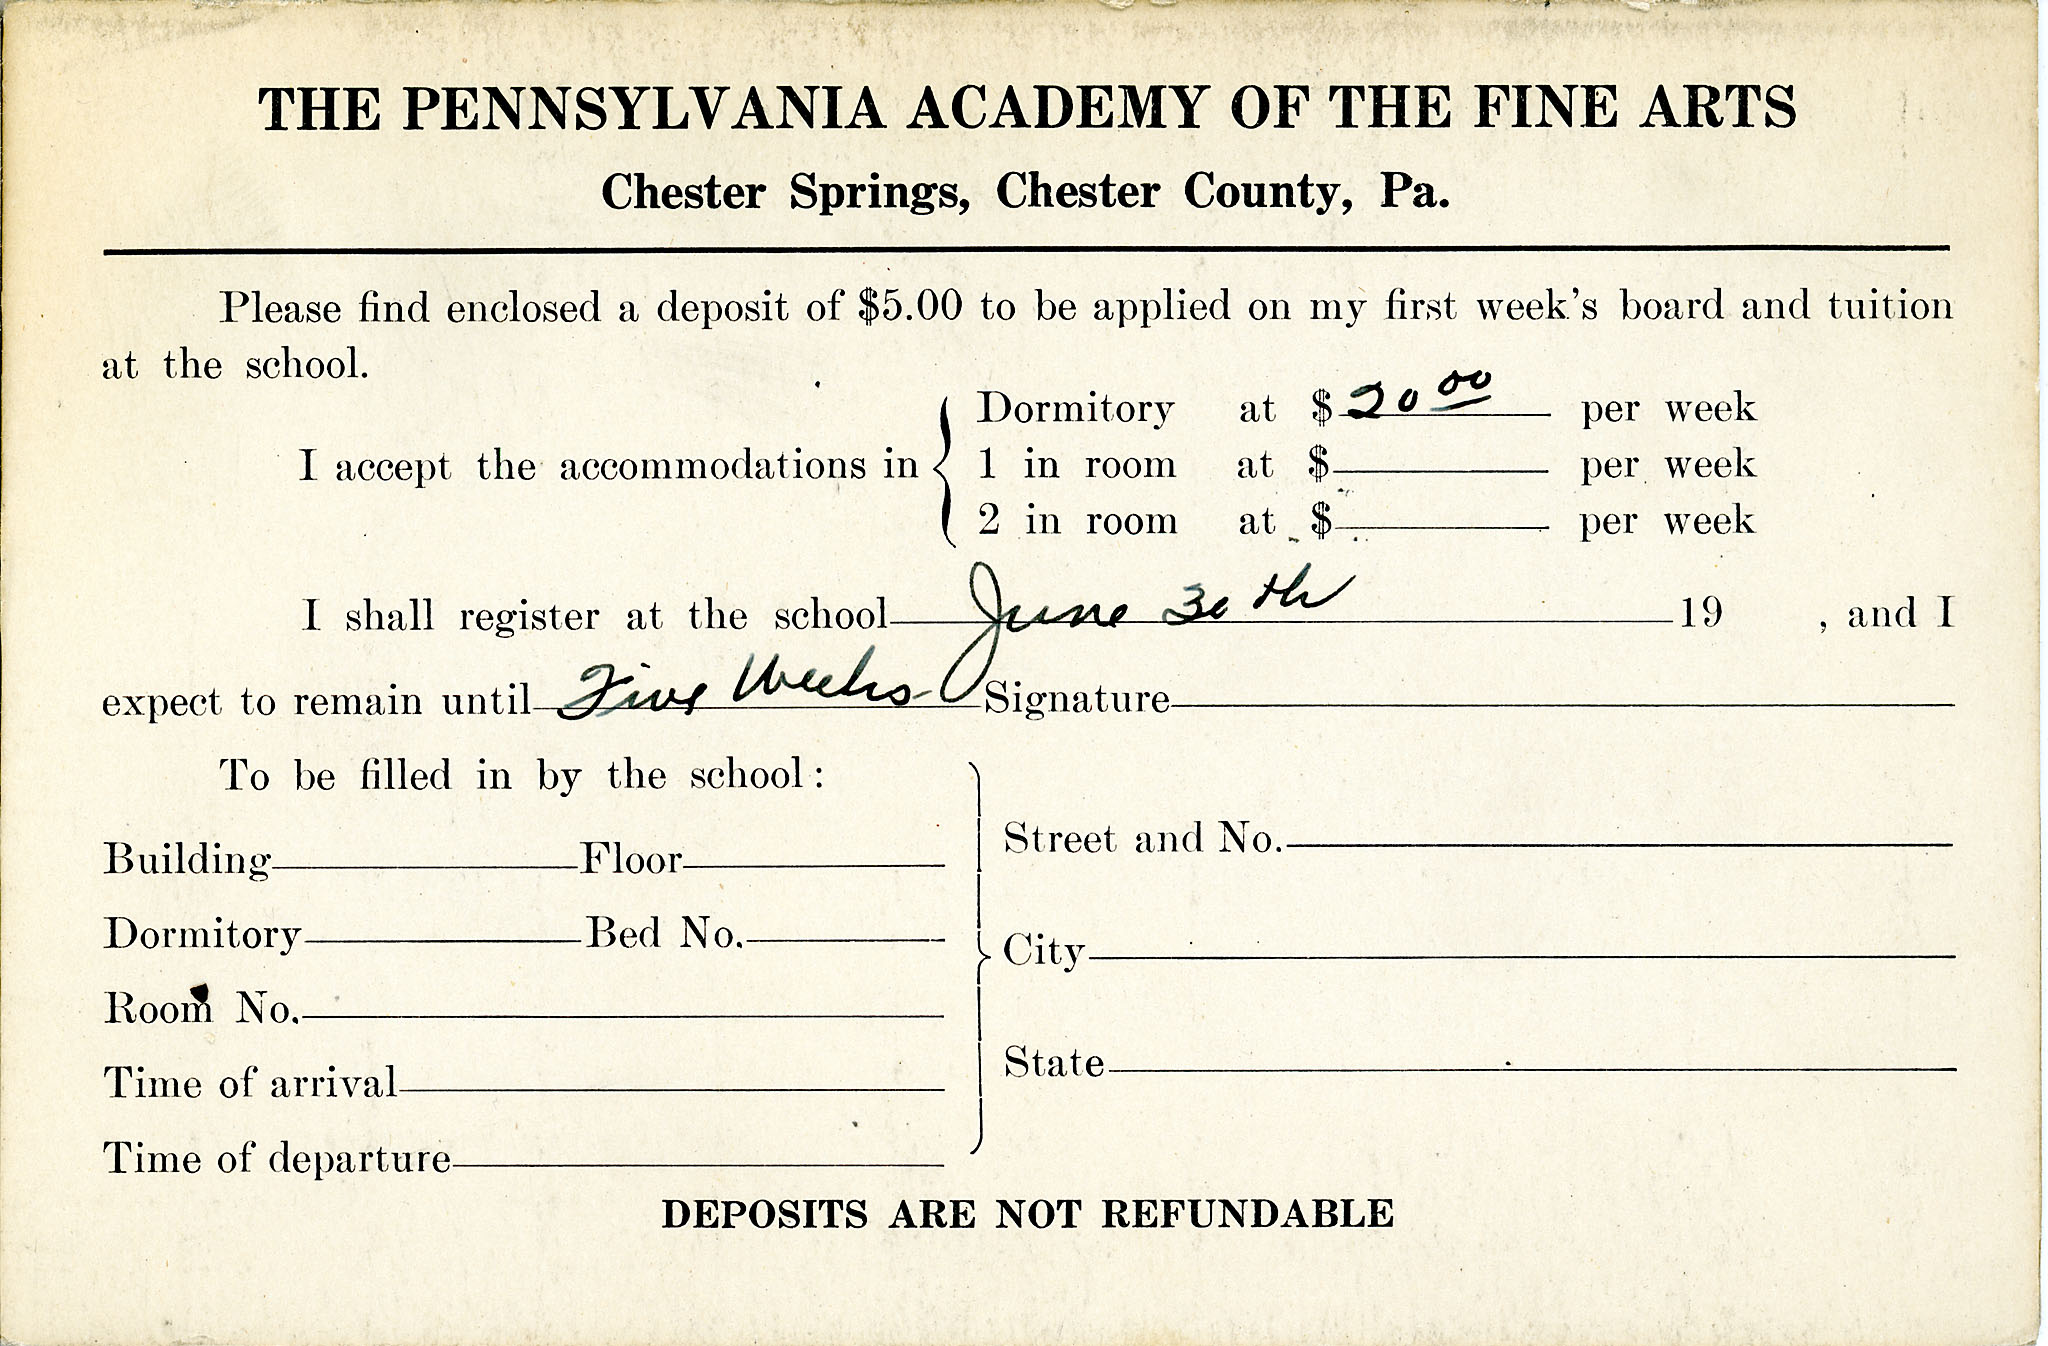 THE PENNSYLVANIA ACADEMY OF THE FINE ARTS
Chester Springs, Chester County, Pa.
Please find enclosed a deposit of $5.00 to be applied on my first week's board and tuition
at the school.
I accept the accommodations in
Dormitory at $ 20 00 per week
1 in room at $ per week
2 in room at $ per week
I shall register at the school June 30th 19 , and I
expect to remain until Five Weeks Signature
To be filled in by the school:
Building Floor
Dormitory Bed No.
Room No.
Time of arrival
Time of departure
Street and No.
City
State
DEPOSITS ARE NOT REFUNDABLE